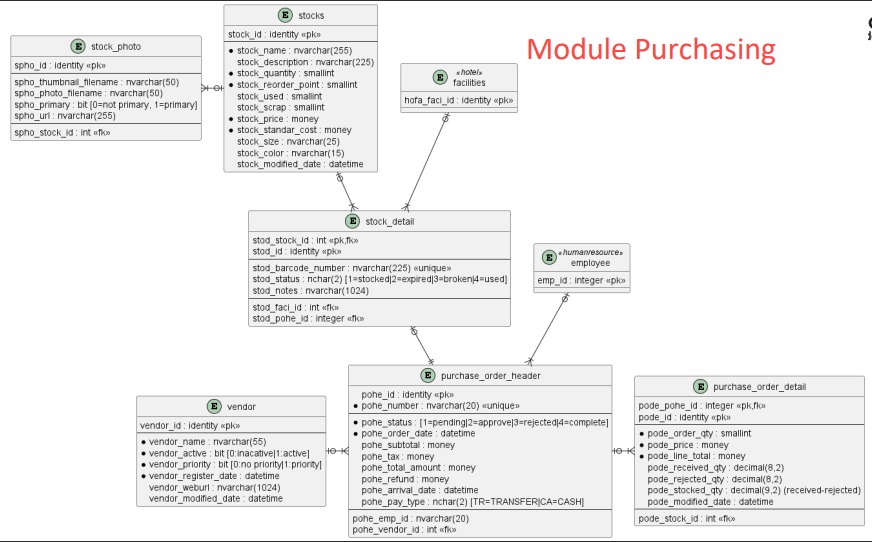 Module Purchasing
E stocks
stock_id : identity «pk»
stock_name : nvarchar(255)
stock_description : nvarchar(225)
stock_quantity : smallint
stock_reorder_point : smallint
stock_used : smallint
stock_scrap : smallint
stock_price : money
stock_standar_cost : money
stock_size : nvarchar(25)
stock_color : nvarchar(15)
stock_modified_date : datetime
E stock_photo
spho_id : identity «pk»
spho_thumbnail_filename : nvarchar(50)
spho_photo_filename : nvarchar(50)
spho_primary : bit [0=not primary, 1=primary]
spho_url : nvarchar(255)
spho_stock_id : int «fk»
E «hotel»
facilities
hofa_faci_id : identity «pk»
E stock_detail
stod_stock_id : int «pk,fk»
stod_id : identity «pk»
stod_barcode_number : nvarchar(225) «unique»
stod_status : nchar(2) [1=stocked|2=expired|3=broken|4=used]
stod_notes : nvarchar(1024)
stod_faci_id : int «fk»
stod_pohe_id : integer «fk»
E «humanresource»
employee
emp_id : integer «pk»
E purchase_order_header
pohe_id : identity «pk»
pohe_number : nvarchar(20) «unique»
pohe_status : [1=pending|2=approve|3=rejected|4=complete]
pohe_order_date : datetime
pohe_subtotal : money
pohe_tax : money
pohe_total_amount : money
pohe_refund : money
pohe_arrival_date : datetime
pohe_pay_type : nchar(2) [TR=TRANSFER|CA=CASH]
pohe_emp_id : nvarchar(20)
pohe_vendor_id : int «fk»
E vendor
vendor_id : identity «pk»
vendor_name : nvarchar(55)
vendor_active : bit [0:inacative|1:active]
vendor_priority : bit [0:no priority|1:priority]
vendor_register_date : datetime
vendor_weburl : nvarchar(1024)
vendor_modified_date : datetime
E purchase_order_detail
pode_pohe_id : integer «pk,fk»
pode_id : identity «pk»
pode_order_qty : smallint
pode_price : money
pode_line_total : money
pode_received_qty : decimal(8,2)
pode_rejected_qty : decimal(8,2)
pode_stocked_qty : decimal(9,2) (received-rejected)
pode_modified_date : datetime
pode_stock_id : int «fk»